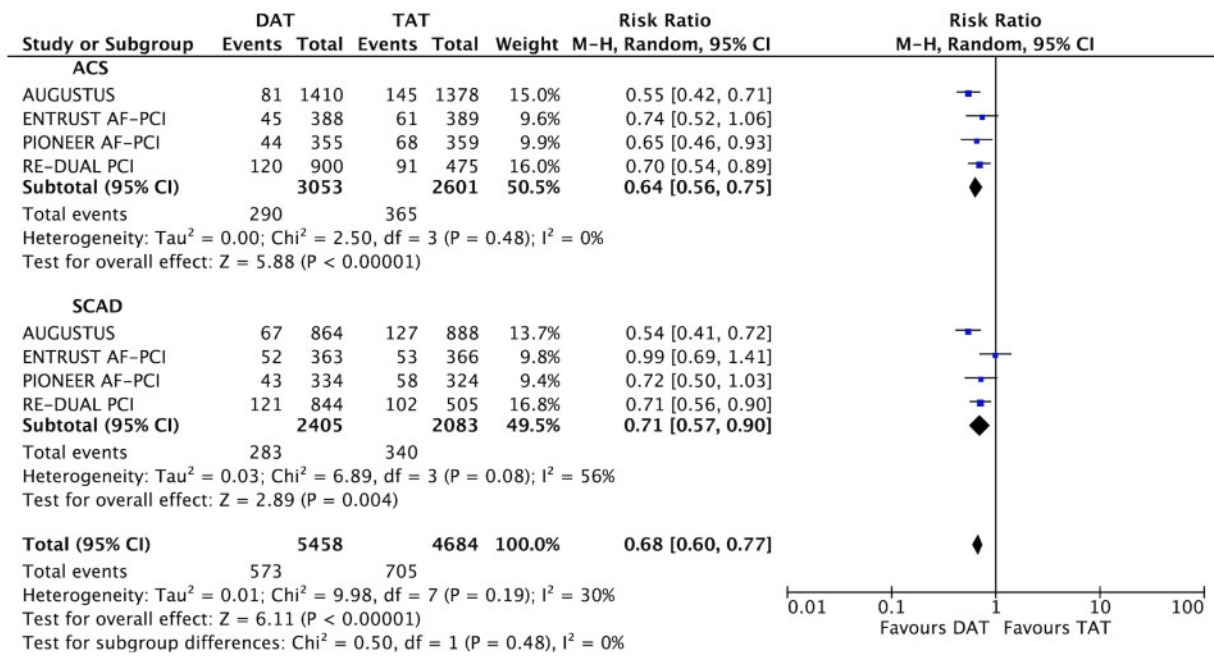 DAT TAT Risk Ratio Risk Ratio
Study or Subgroup Events Total Events Total Weight M-H, Random, 95% CI M-H, Random, 95% CI
ACS
AUGUSTUS 81 1410 145 1378 15.0% 0.55 [0.42, 0.71]
ENTRUST AF-PCI 45 388 61 389 9.6% 0.74 [0.52, 1.06]
PIONEER AF-PCI 44 355 68 359 9.9% 0.65 [0.46, 0.93]
RE-DUAL PCI 120 900 91 475 16.0% 0.70 [0.54, 0.89]
Subtotal (95% CI) 3053 2601 50.5% 0.64 [0.56, 0.75]
Total events 290 365
Heterogeneity: Tau² = 0.00; Chi² = 2.50, df = 3 (P = 0.48); I² = 0%
Test for overall effect: Z = 5.88 (P < 0.00001)
SCAD
AUGUSTUS 67 864 127 888 13.7% 0.54 [0.41, 0.72]
ENTRUST AF-PCI 52 363 53 366 9.8% 0.99 [0.69, 1.41]
PIONEER AF-PCI 43 334 58 324 9.4% 0.72 [0.50, 1.03]
RE-DUAL PCI 121 844 102 505 16.8% 0.71 [0.56, 0.90]
Subtotal (95% CI) 2405 2083 49.5% 0.71 [0.57, 0.90]
Total events 283 340
Heterogeneity: Tau² = 0.03; Chi² = 6.89, df = 3 (P = 0.08); I² = 56%
Test for overall effect: Z = 2.89 (P = 0.004)
Total (95% CI) 5458 4684 100.0% 0.68 [0.60, 0.77]
Total events 573 705
Heterogeneity: Tau² = 0.01; Chi² = 9.98, df = 7 (P = 0.19); I² = 30%
Test for overall effect: Z = 6.11 (P < 0.00001)
Test for subgroup differences: Chi² = 0.50, df = 1 (P = 0.48), I² = 0%
0.01 0.1 1 10 100
Favours DAT Favours TAT